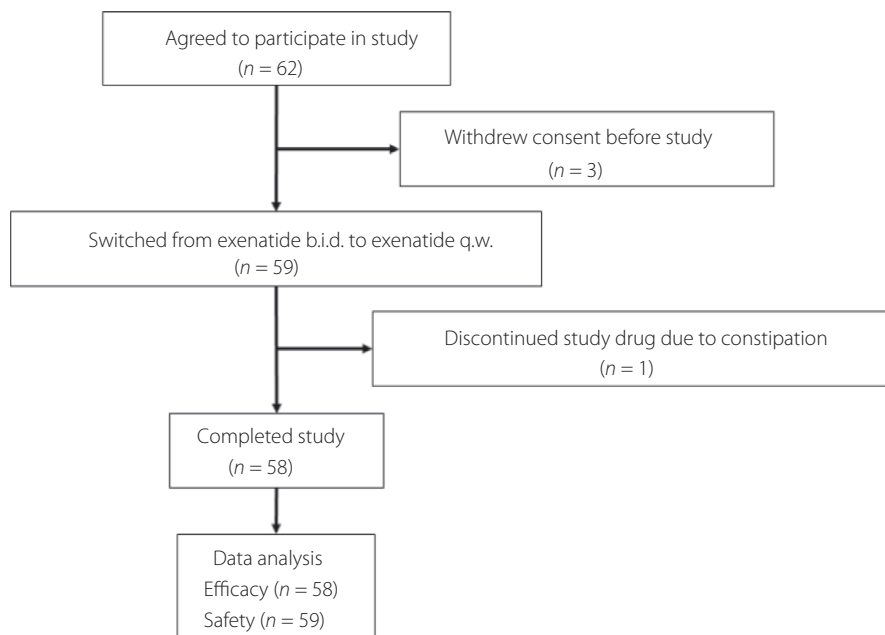 Agreed to participate in study
(n = 62)
Withdrew consent before study
(n = 3)
Switched from exenatide b.i.d. to exenatide q.w.
(n = 59)
Discontinued study drug due to constipation
(n = 1)
Completed study
(n = 58)
Data analysis
Efficacy (n = 58)
Safety (n = 59)